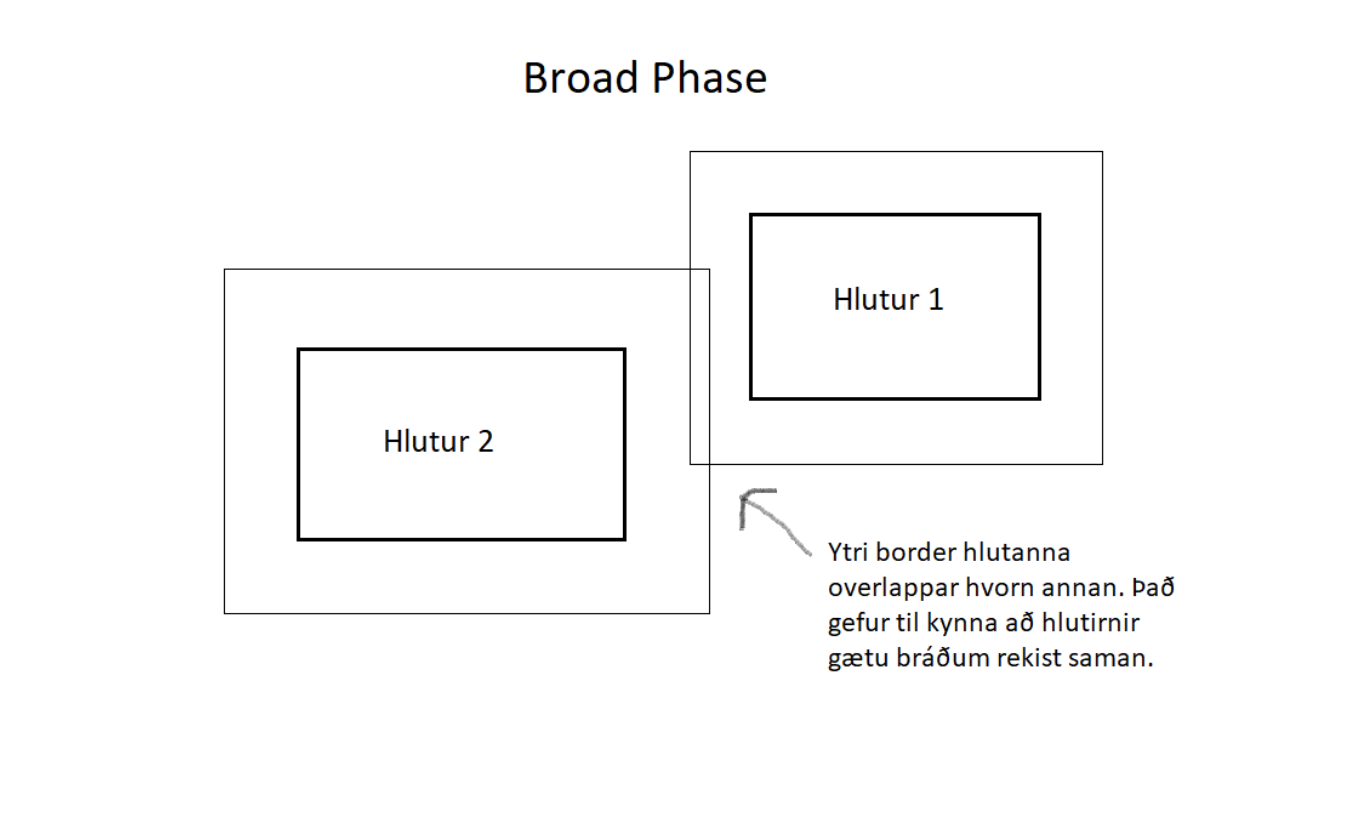 Broad Phase
Hlutur 1
Hlutur 2
Ytri border hlutanna
overlappar hvorn annan. Það
gefur til kynna að hlutirnir
gætu bráðum rekist saman.